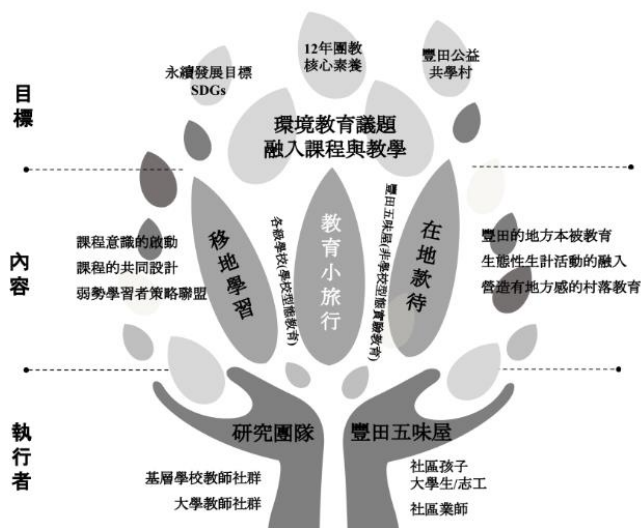 永續發展目標
SDGs
12年團教
核心素養
豐田公益
共學村
目標
環境教育議題
融入課程與教學
內容
課程意識的啟動
課程的共同設計
弱勢學習者策略聯盟
移地學習
各級學校(學校型態教育)
教育小旅行
豐田五味屋(非學校型態實驗教育)
在地款待
豐田的地方本被教育
生態性生計活動的融入
營造有地方感的村落教育
執行者
研究團隊
豐田五味屋
基層學校教師社群
大學教師社群
社區孩子
大學生/志工
社區業師